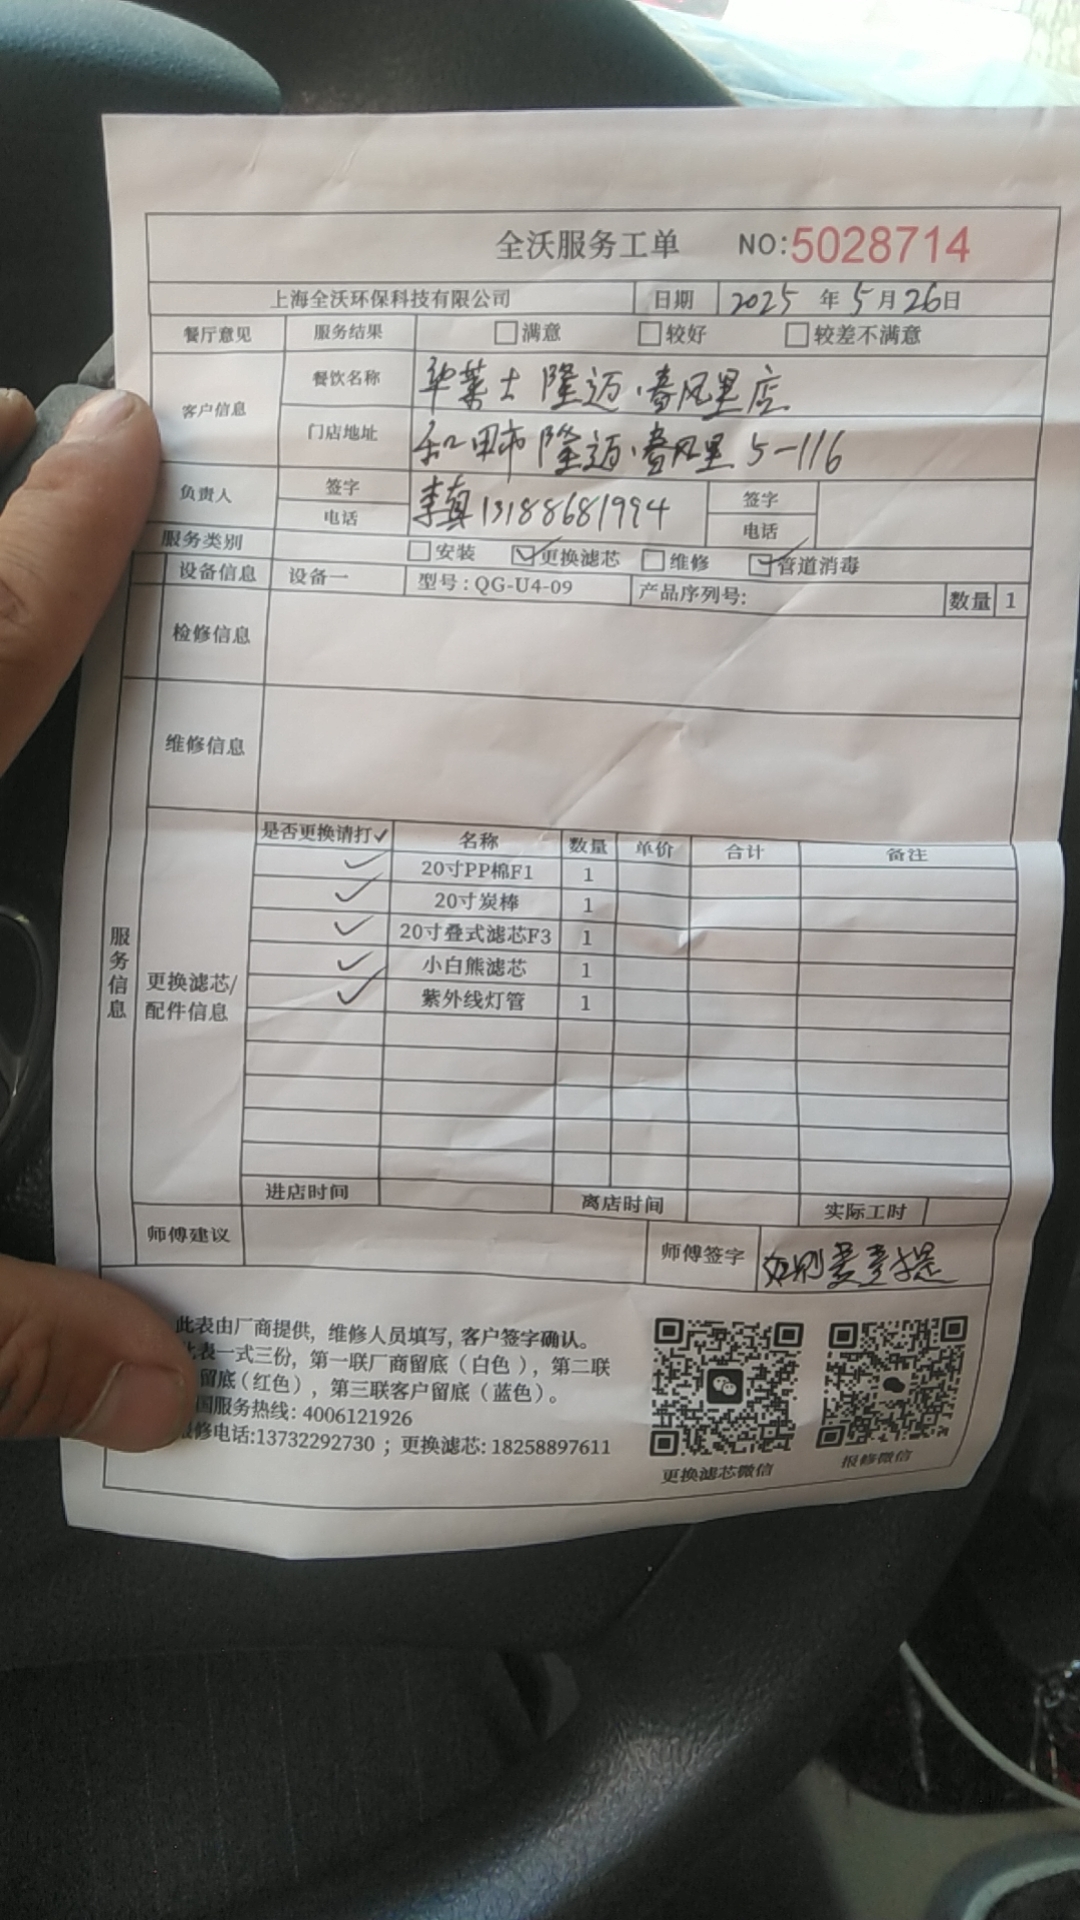 全沃服务工单 NO:5028714
上海全沃环保科技有限公司 日期 2025 年 5 月 26 日
餐厅意见 服务结果 □满意 □较好 □较差不满意
客户信息 餐饮名称 华莱士 隆迈·春风里店
门店地址 和田市 隆迈·春风里 5-116
负责人 签字 李真 签字
电话 13188681994 电话
服务类别 □安装 ☑更换滤芯 □维修 ☑管道消毒
设备信息 设备一 型号:QG-U4-09 产品序列号: 数量 1
检修信息
维修信息
服务信息
更换滤芯/配件信息
是否更换请打✓ 名称 数量 单价 合计 备注
✓ 20寸PP棉F1 1
✓ 20寸炭棒 1
✓ 20寸叠式滤芯F3 1
✓ 小白熊滤芯 1
✓ 紫外线灯管 1
进店时间 离店时间 实际工时
师傅建议 师傅签字
此表由厂商提供, 维修人员填写, 客户签字确认。
表一式三份, 第一联厂商留底(白色), 第二联
留底(红色), 第三联客户留底(蓝色)。
国服务热线: 4006121926
修电话:13732292730 ; 更换滤芯: 18258897611
更换滤芯微信 报修微信